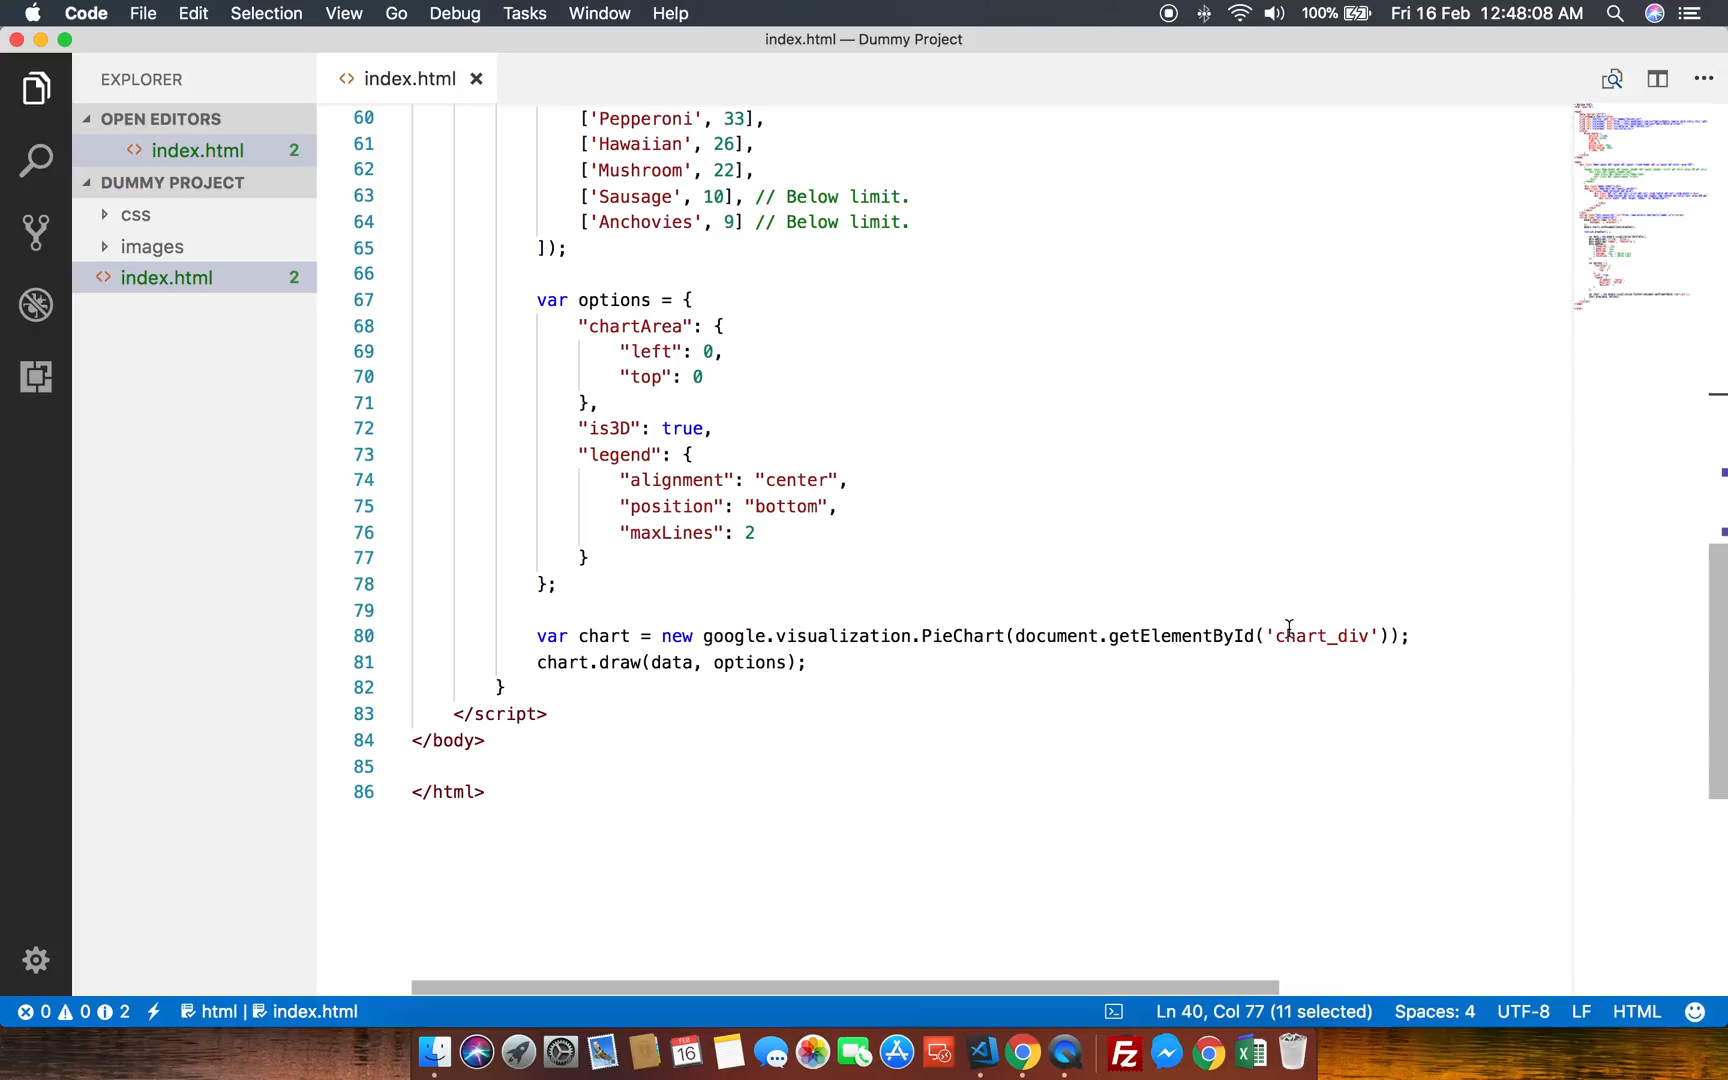 Code File Edit Selection View Go Debug Tasks Window Help 100% Fri 16 Feb 12:48:08 AM
index.html — Dummy Project
EXPLORER
index.html
OPEN EDITORS
index.html 2
DUMMY PROJECT
css
images
index.html 2
60 ['Pepperoni', 33],
61 ['Hawaiian', 26],
62 ['Mushroom', 22],
63 ['Sausage', 10], // Below limit.
64 ['Anchovies', 9] // Below limit.
65 ]);
66
67 var options = {
68 "chartArea": {
69 "left": 0,
70 "top": 0
71 },
72 "is3D": true,
73 "legend": {
74 "alignment": "center",
75 "position": "bottom",
76 "maxLines": 2
77 }
78 };
79
80 var chart = new google.visualization.PieChart(document.getElementById('chart_div'));
81 chart.draw(data, options);
82 }
83 </script>
84 </body>
85
86 </html>
0 0 2 html | index.html Ln 40, Col 77 (11 selected) Spaces: 4 UTF-8 LF HTML
FEB
16